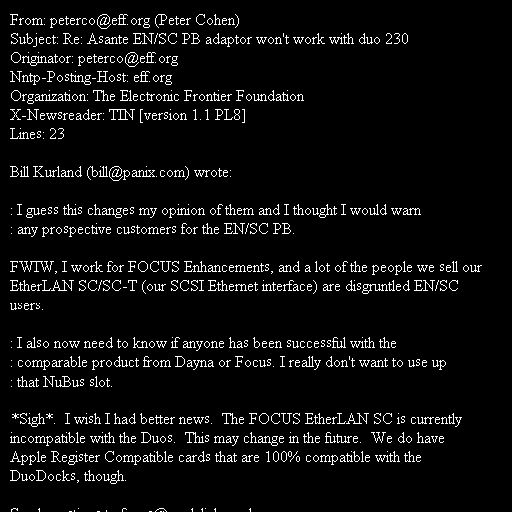 From: peterco@eff.org (Peter Cohen)
Subject: Re: Asante EN/SC PB adaptor won't work with duo 230
Originator: peterco@eff.org
Nntp-Posting-Host: eff.org
Organization: The Electronic Frontier Foundation
X-Newsreader: TIN [version 1.1 PL8]
Lines: 23

Bill Kurland (bill@panix.com) wrote:

: I guess this changes my opinion of them and I thought I would warn
: any prospective customers for the EN/SC PB.

FWIW, I work for FOCUS Enhancements, and a lot of the people we sell our
EtherLAN SC/SC-T (our SCSI Ethernet interface) are disgruntled EN/SC
users.

: I also now need to know if anyone has been successful with the
: comparable product from Dayna or Focus. I really don't want to use up
: that NuBus slot.

*Sigh*.  I wish I had better news.  The FOCUS EtherLAN SC is currently
incompatible with the Duos.  This may change in the future.  We do have
Apple Register Compatible cards that are 100% compatible with the
DuoDocks, though.